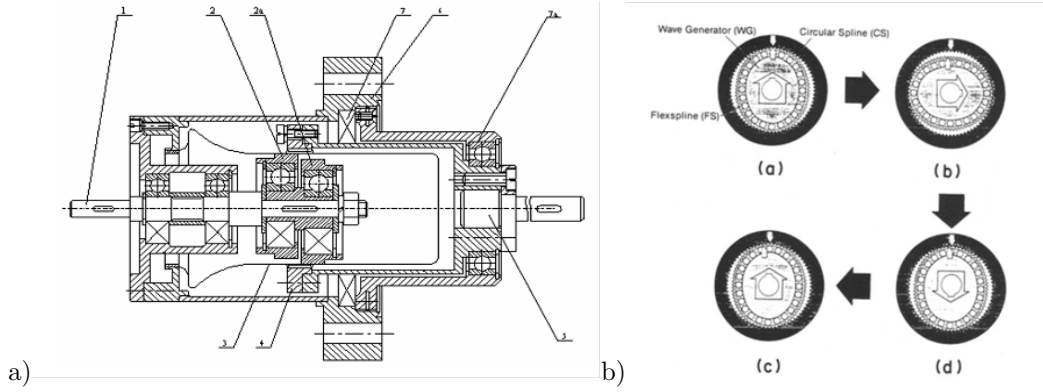 1 2 2a 7 6 7a
3 4 5
a)
Wave Generator (WG)
Circular Spline (CS)
Flexspline (FS)
(a)
(b)
(c)
(d)
b)